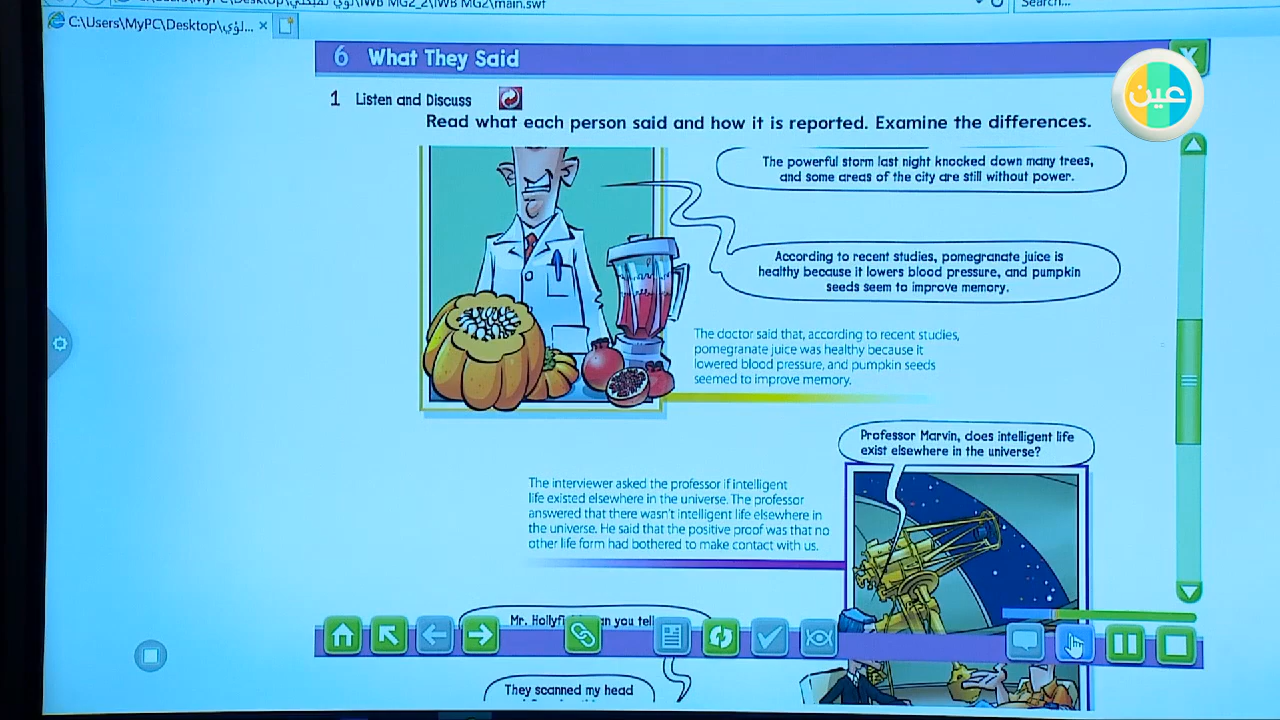 C:\Users\MyPC\Desktop\لؤي...
Search...
6 What They Said
عين
1 Listen and Discuss
Read what each person said and how it is reported. Examine the differences.
The powerful storm last night knocked down many trees,
and some areas of the city are still without power.
According to recent studies, pomegranate juice is
healthy because it lowers blood pressure, and pumpkin
seeds seem to improve memory.
The doctor said that, according to recent studies,
pomegranate juice was healthy because it
lowered blood pressure, and pumpkin seeds
seemed to improve memory.
Professor Marvin, does intelligent life
exist elsewhere in the universe?
The interviewer asked the professor if intelligent
life existed elsewhere in the universe. The professor
answered that there wasn't intelligent life elsewhere in
the universe. He said that the positive proof was that no
other life form had bothered to make contact with us.
Mr. you tell
They scanned my head